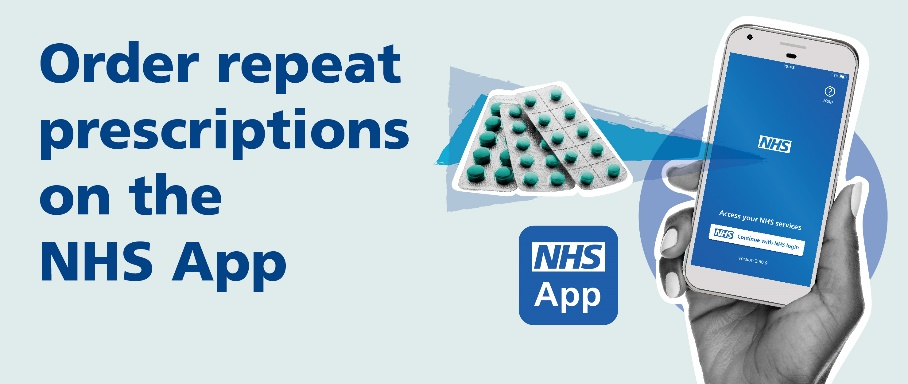 Order repeat
prescriptions
on the
NHS App
NHS
App
Help
NHS
Access your NHS services
NHS Continue with NHS login